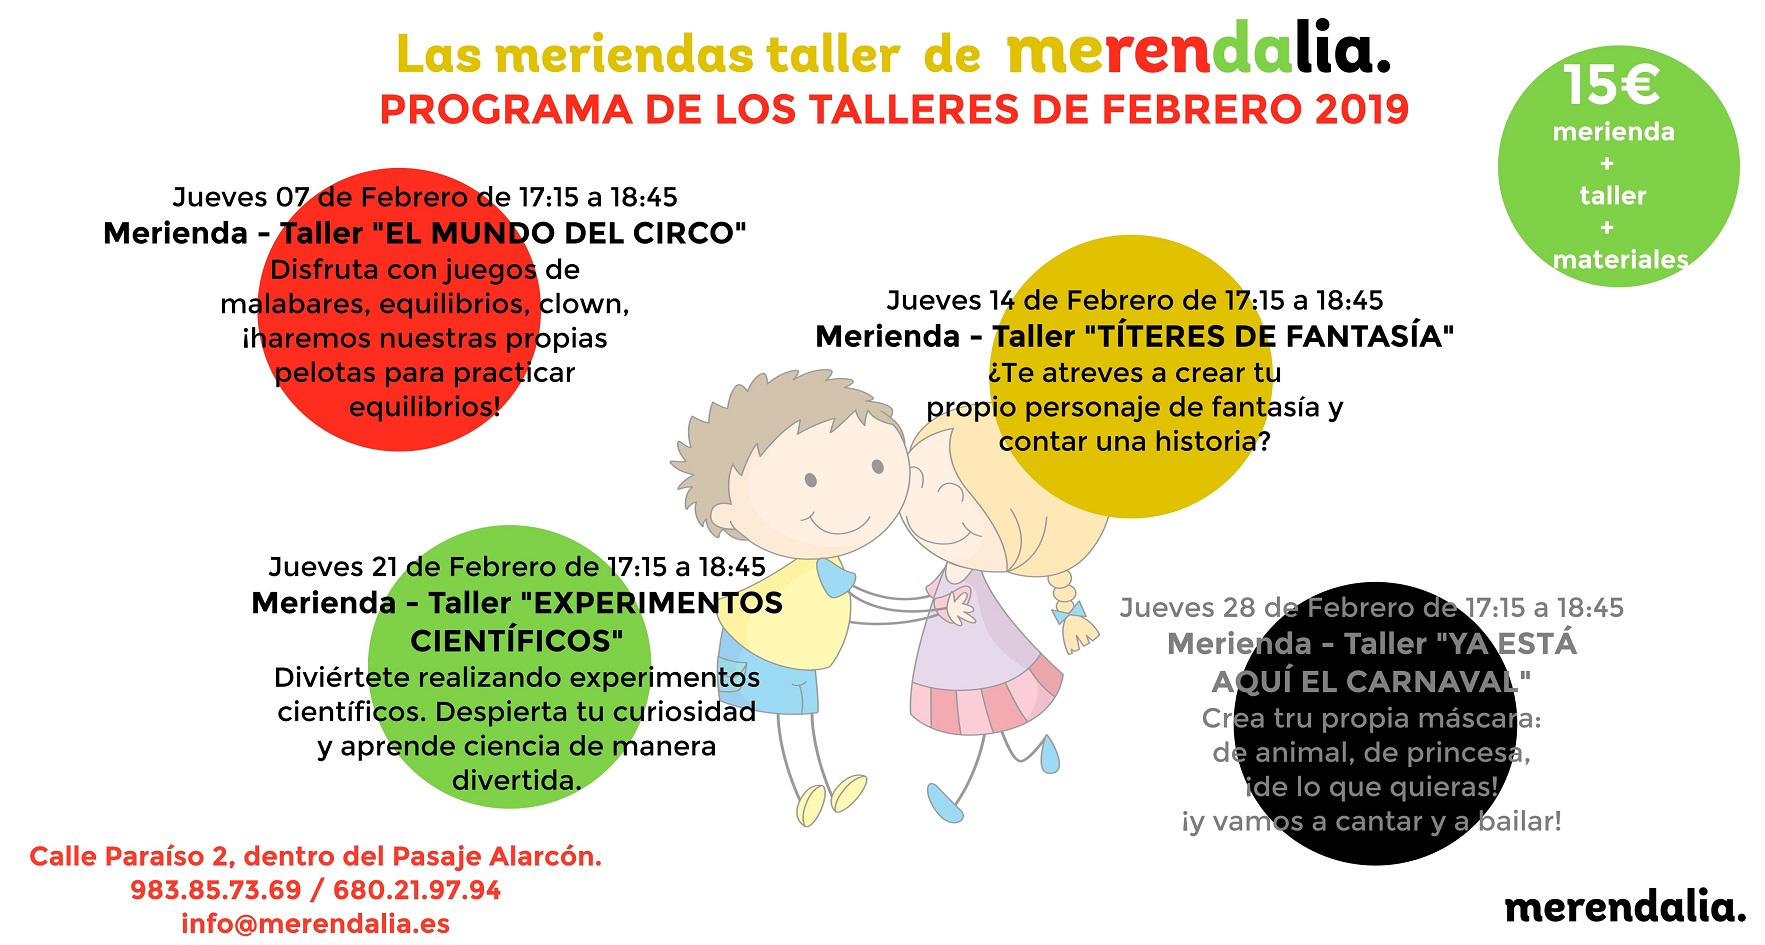 Las meriendas taller de merendalia.
PROGRAMA DE LOS TALLERES DE FEBRERO 2019
15€
merienda
+
taller
+
materiales
Jueves 07 de Febrero de 17:15 a 18:45
Merienda - Taller "EL MUNDO DEL CIRCO"
Disfruta con juegos de
malabares, equilibrios, clown,
¡haremos nuestras propias
pelotas para practicar
equilibrios!
Jueves 14 de Febrero de 17:15 a 18:45
Merienda - Taller "TÍTERES DE FANTASÍA"
¿Te atreves a crear tu
propio personaje de fantasía y
contar una historia?
Jueves 21 de Febrero de 17:15 a 18:45
Merienda - Taller "EXPERIMENTOS
CIENTÍFICOS"
Diviértete realizando experimentos
científicos. Despierta tu curiosidad
y aprende ciencia de manera
divertida.
Jueves 28 de Febrero de 17:15 a 18:45
Merienda - Taller "YA ESTÁ
AQUÍ EL CARNAVAL"
Crea tru propia máscara:
de animal, de princesa,
¡de lo que quieras!
¡y vamos a cantar y a bailar!
Calle Paraíso 2, dentro del Pasaje Alarcón.
983.85.73.69 / 680.21.97.94
info@merendalia.es
merendalia.